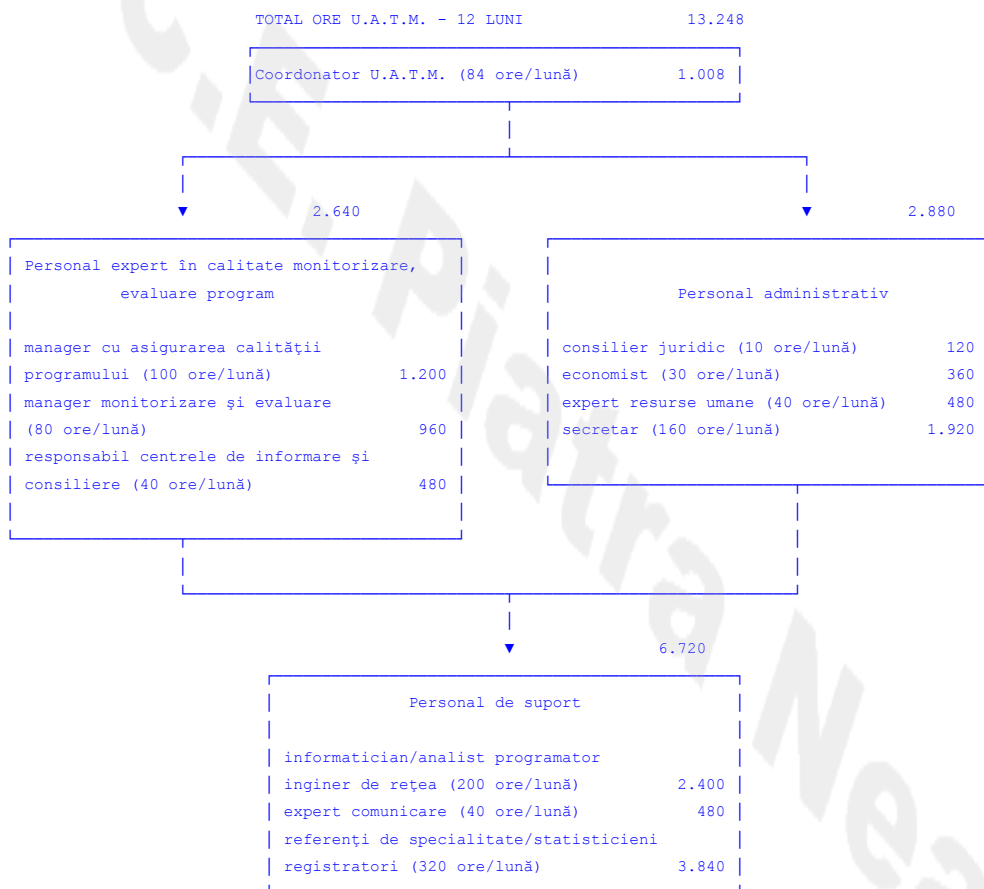 TOTAL ORE U.A.T.M. - 12 LUNI 13.248
Coordonator U.A.T.M. (84 ore/lună) 1.008
2.640
Personal expert în calitate monitorizare,
evaluare program
manager cu asigurarea calităţii
programului (100 ore/lună) 1.200
manager monitorizare şi evaluare
(80 ore/lună) 960
responsabil centrele de informare şi
consiliere (40 ore/lună) 480
2.880
Personal administrativ
consilier juridic (10 ore/lună) 120
economist (30 ore/lună) 360
expert resurse umane (40 ore/lună) 480
secretar (160 ore/lună) 1.920
6.720
Personal de suport
informatician/analist programator
inginer de reţea (200 ore/lună) 2.400
expert comunicare (40 ore/lună) 480
referenţi de specialitate/statisticieni
registratori (320 ore/lună) 3.840
C.E. Piatra Nea